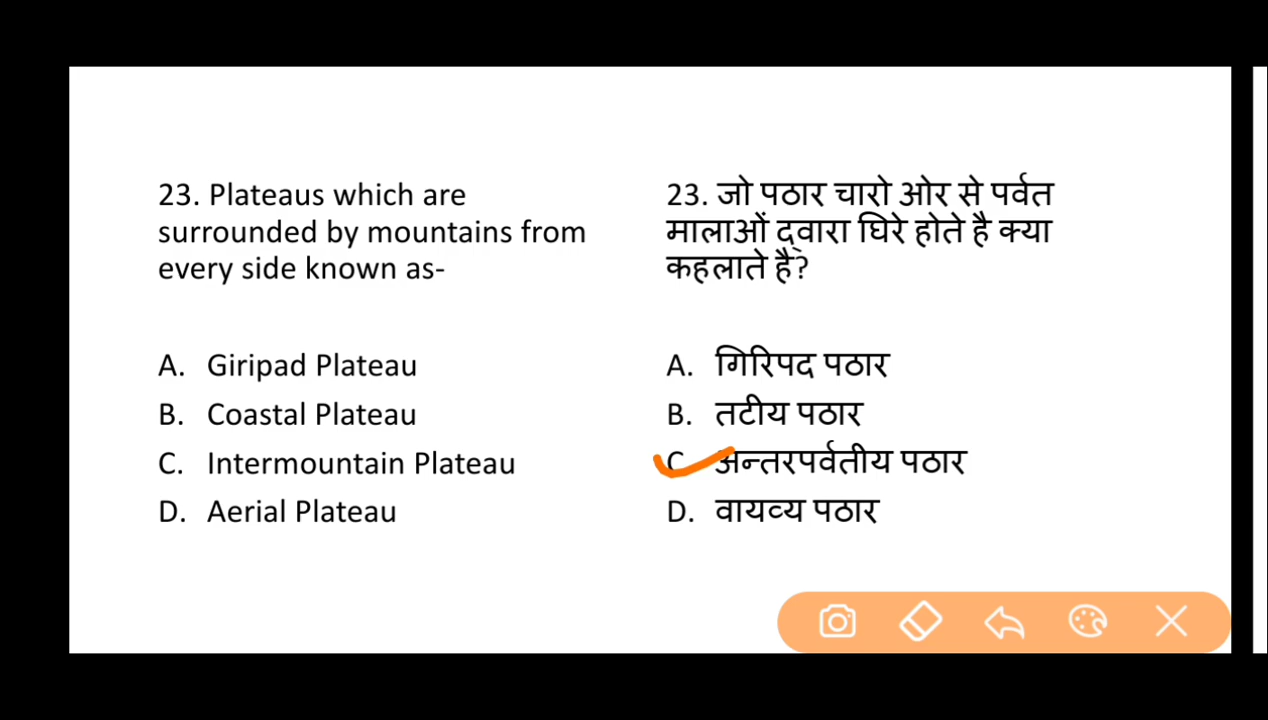 23. Plateaus which are
surrounded by mountains from
every side known as-
A. Giripad Plateau
B. Coastal Plateau
C. Intermountain Plateau
D. Aerial Plateau
23. जो पठार चारो ओर से पर्वत
मालाओं द्वारा घिरे होते है क्या
कहलाते है?
A. गिरिपद पठार
B. तटीय पठार
C. अन्तरपर्वतीय पठार
D. वायव्य पठार